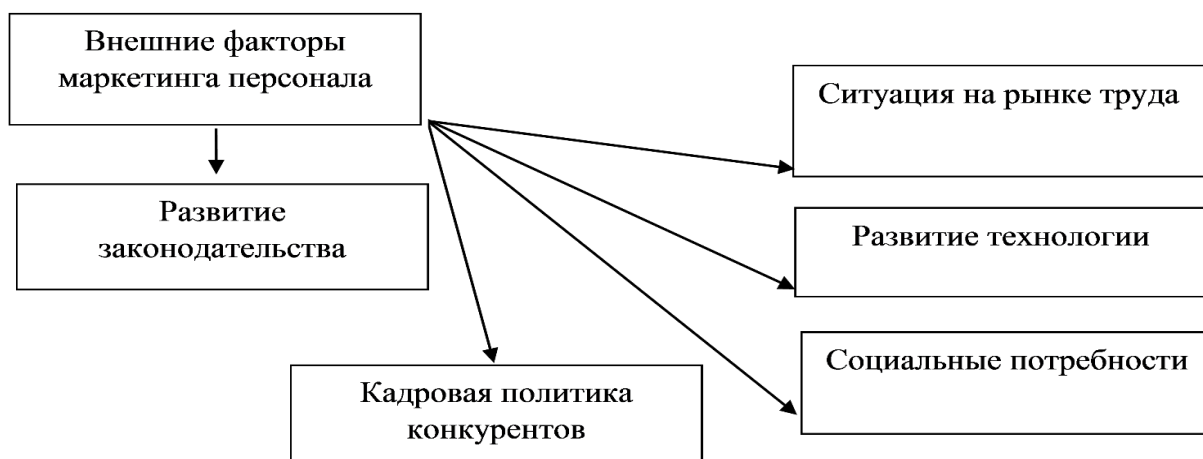 Внешние факторы
маркетинга персонала
Ситуация на рынке труда
Развитие
законодательства
Развитие технологии
Социальные потребности
Кадровая политика
конкурентов